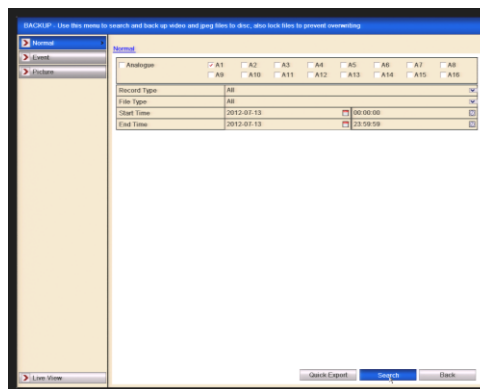 BACKUP - Use this menu to search and back up video and jpeg files to disc, also lock files to prevent overwriting
Normal
Event
Picture
Normal
Analogue A1 A2 A3 A4 A5 A6 A7 A8
A9 A10 A11 A12 A13 A14 A15 A16
Record Type All
File Type All
Start Time 2012-07-13 00:00:00
End Time 2012-07-13 23:59:59
Quick Export Search Back
Live View